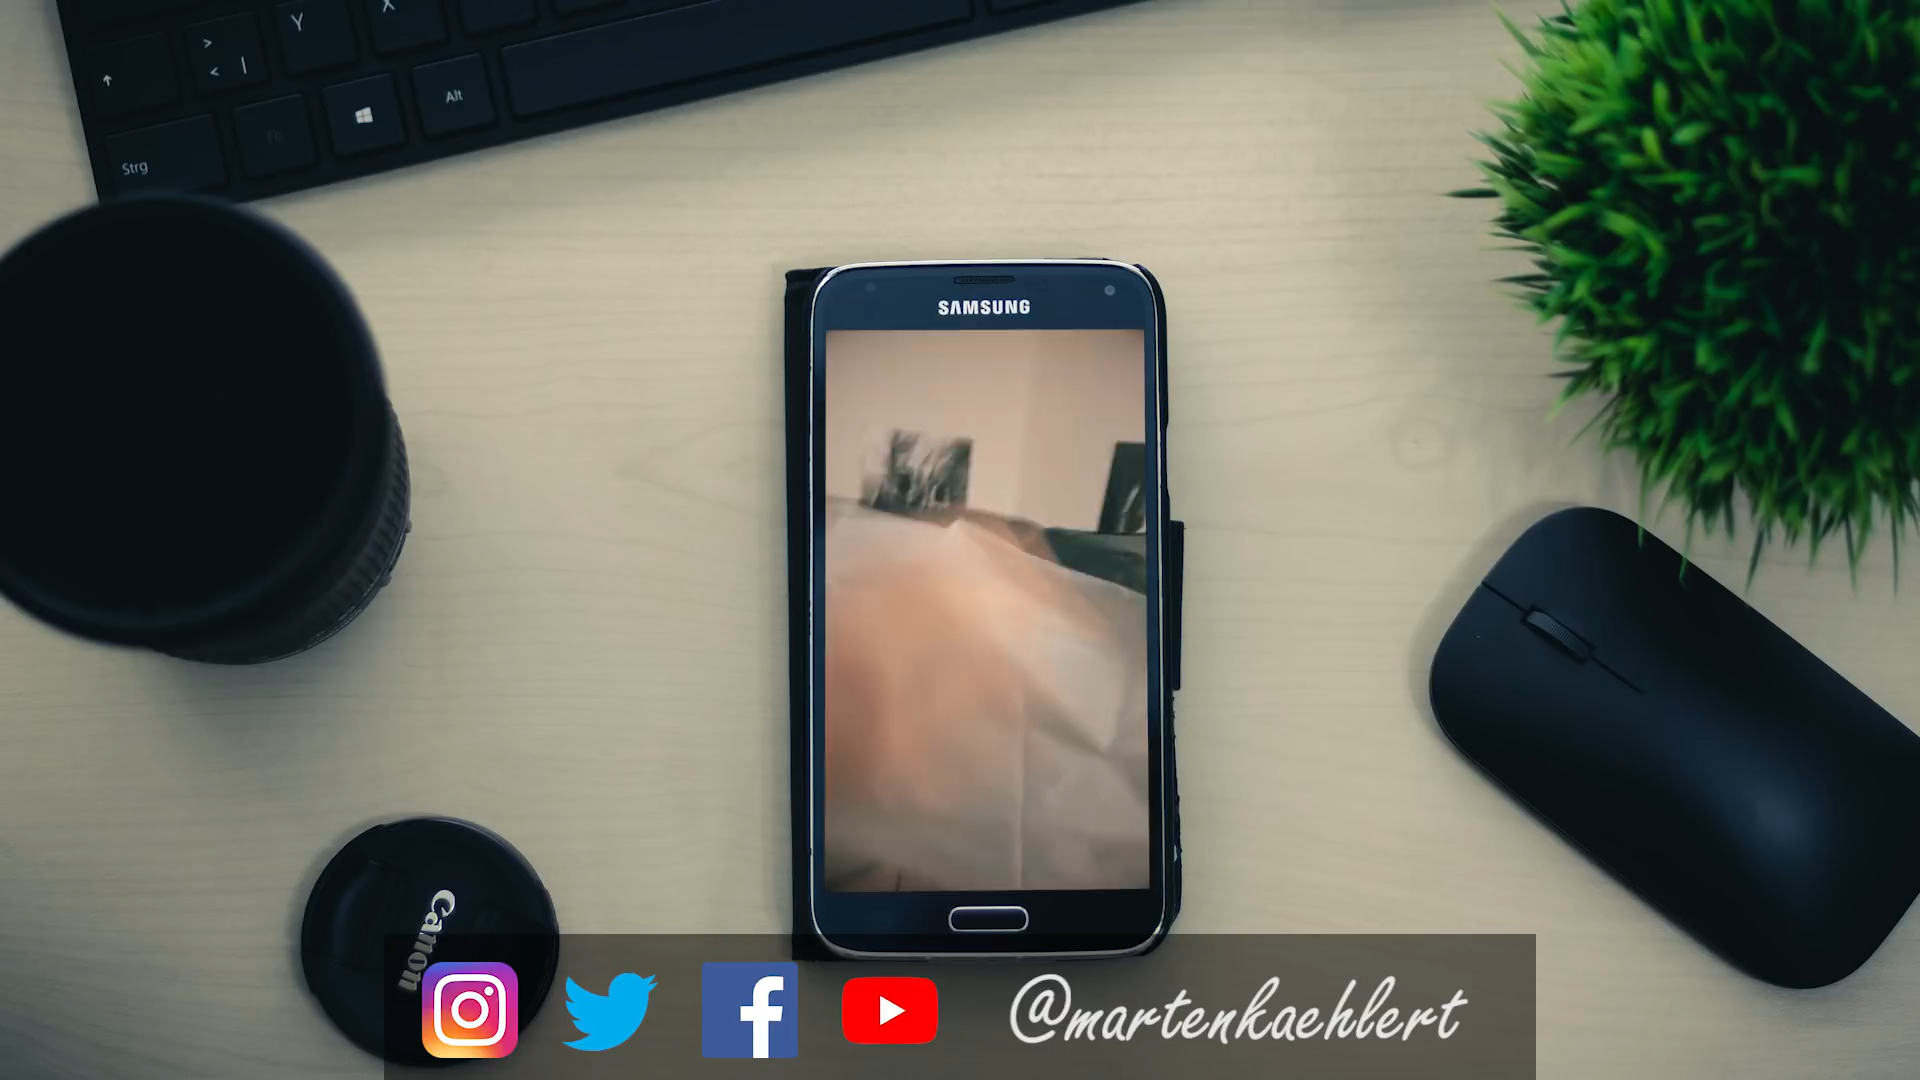 Y
X
>
< |
Alt
Strg
SAMSUNG
Canon
@martenkaehlert